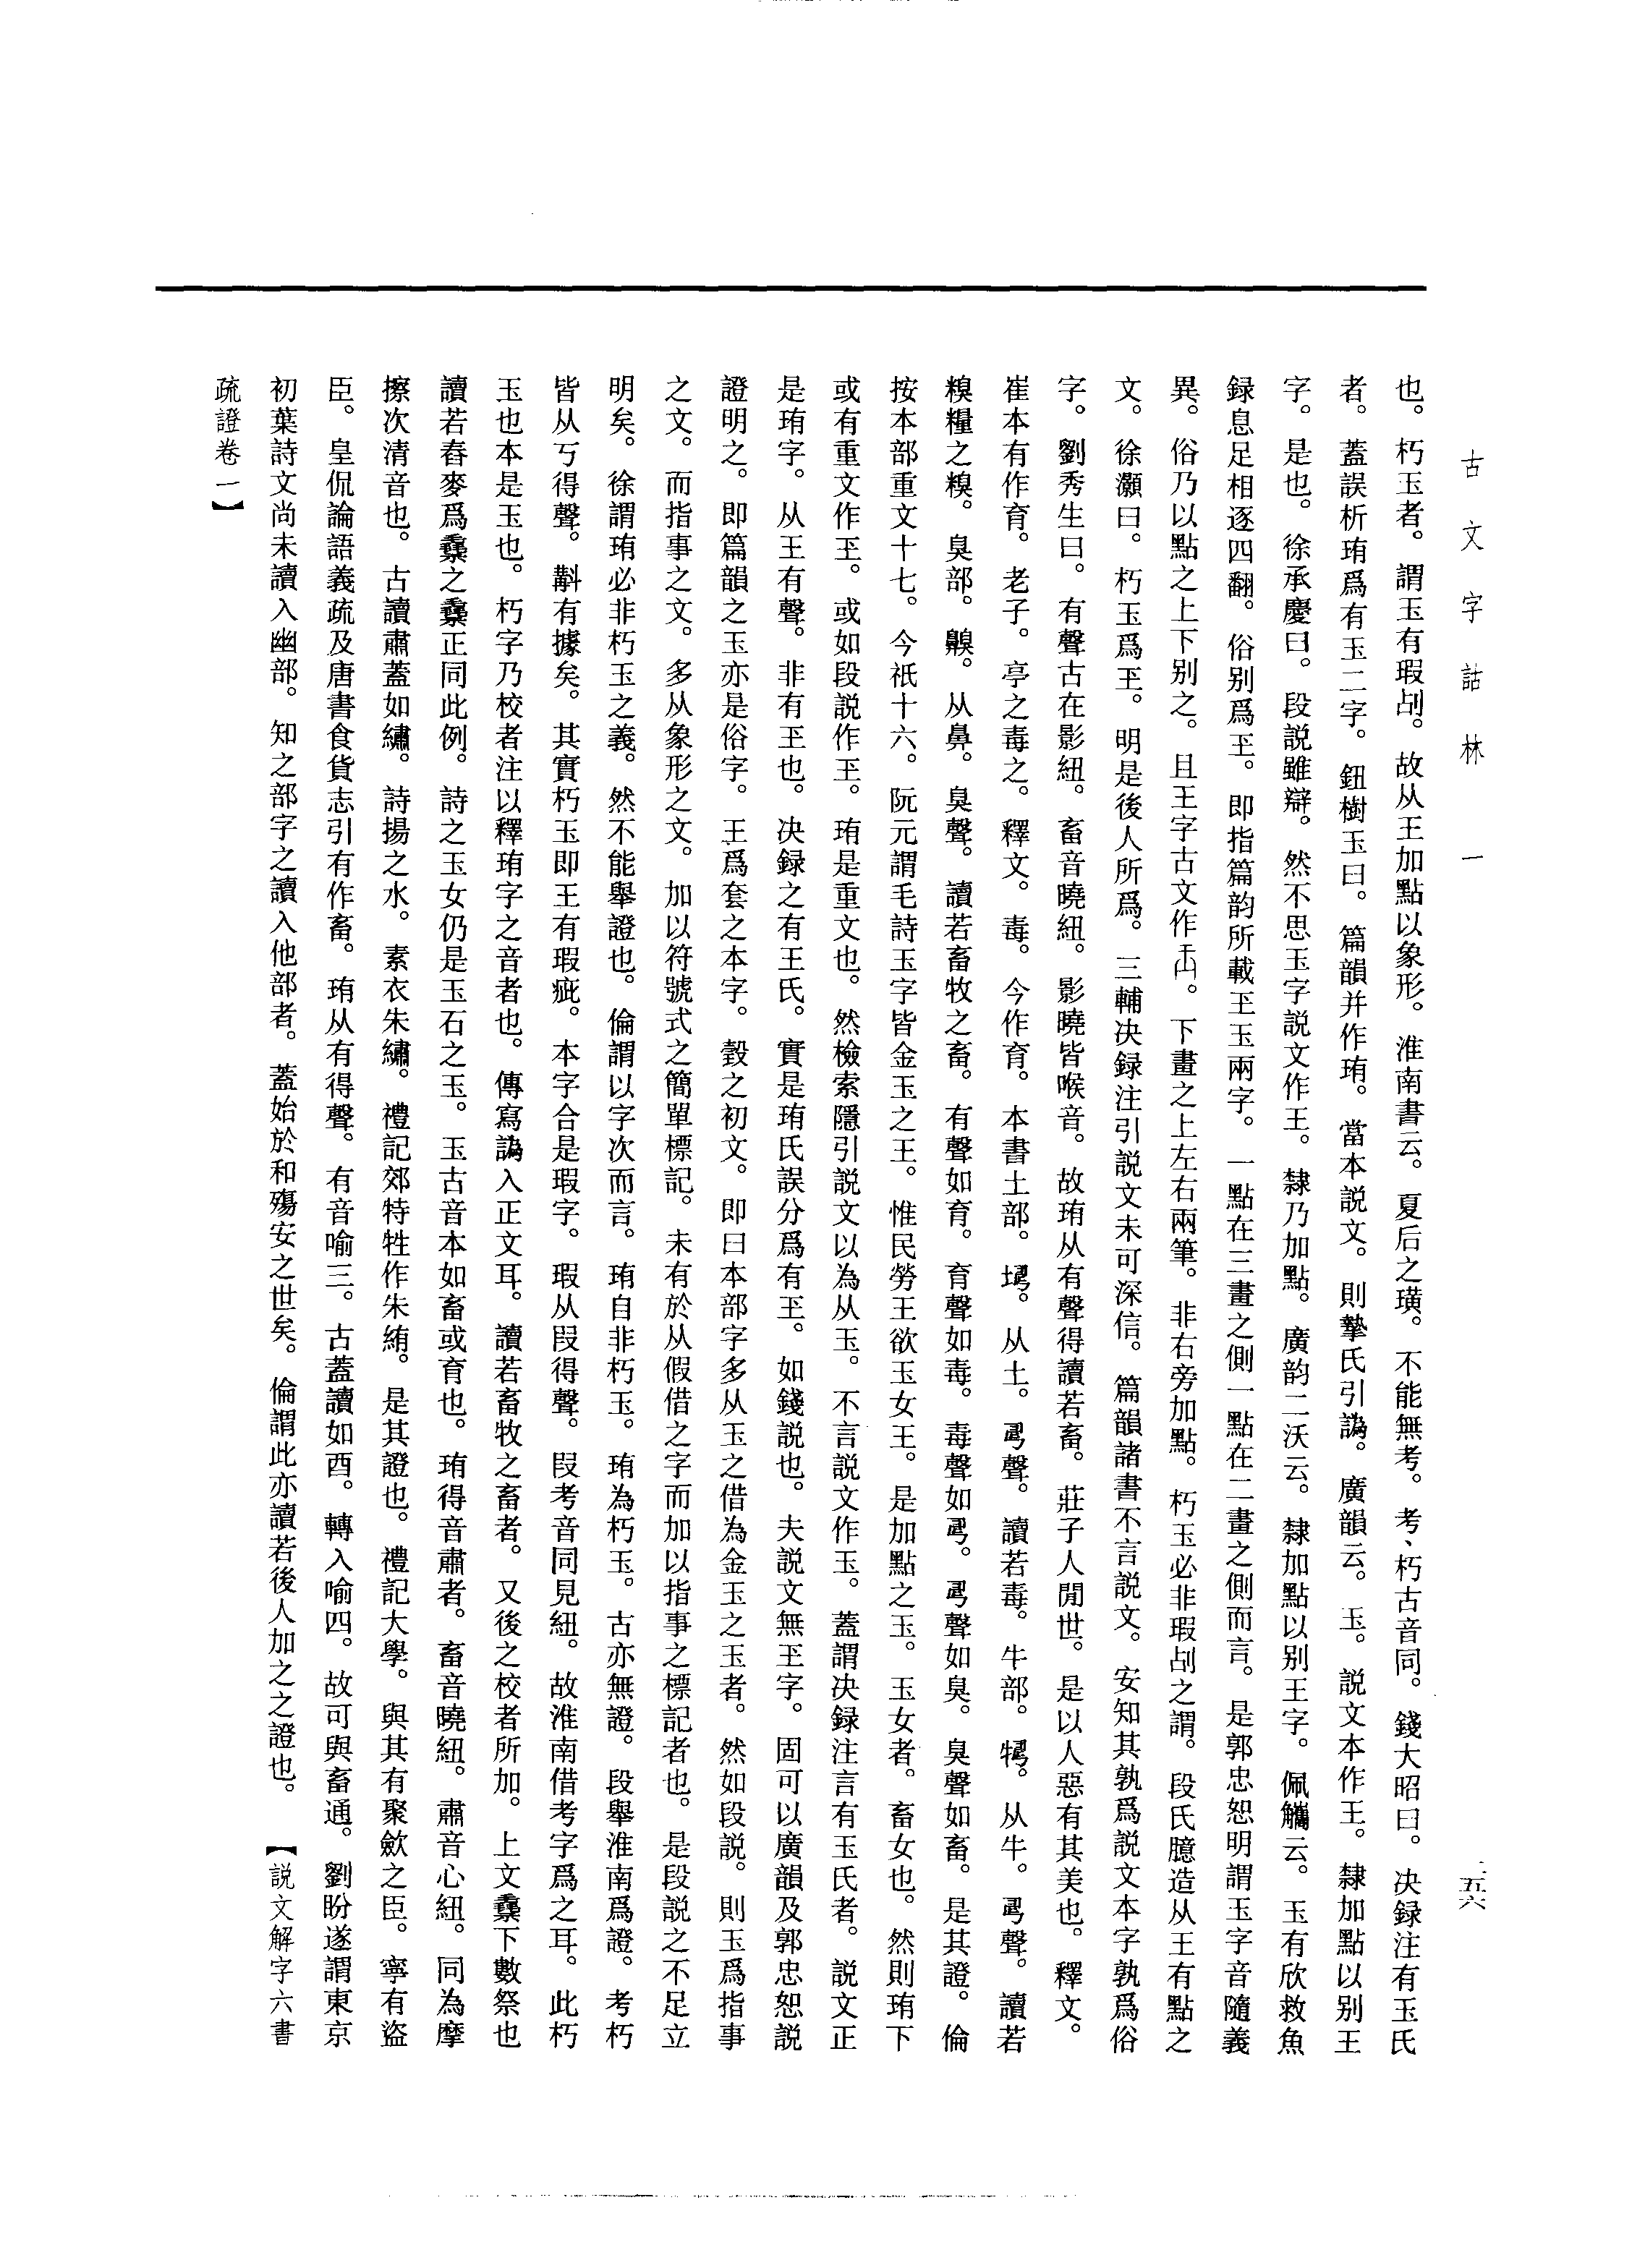 古文字詁林 一
二五六
也。朽玉者。謂玉有瑕刮。故从王加點以象形。淮南書云。夏后之璜。不能無考。考、朽古音同。錢大昭曰。决録注有玉氏
者。蓋誤析珛爲有玉二字。鈕樹玉曰。篇韻并作珛。當本説文。則摯氏引譌。廣韻云。玉。説文本作王。隸加點以别王
字。是也。徐承慶曰。段説雖辯。然不思玉字説文作王。隸乃加點。廣韵二沃云。隸加點以别王字。佩觿云。玉有欣救魚
録息足相逐四翻。俗别爲玊。即指篇韵所載玊玉兩字。一點在三畫之側一點在二畫之側而言。是郭忠恕明謂玉字音隨義
異。俗乃以點之上下别之。且王字古文作。下畫之上左右兩筆。非右旁加點。朽玉必非瑕刮之謂。段氏臆造从王有點之
文。徐灝曰。朽玉爲玊。明是後人所爲。三輔决録注引説文未可深信。篇韻諸書不言説文。安知其孰爲説文本字孰爲俗
字。劉秀生曰。有聲古在影紐。畜音曉紐。影曉皆喉音。故珛从有聲得讀若畜。莊子人閒世。是以人惡有其美也。釋文。
崔本有作育。老子。亭之毒之。釋文。毒。今作育。本書土部。從土。聲。讀若毒。牛部。从牛。聲。讀若
糗糧之糗。臭部。齅。从鼻。臭聲。讀若畜牧之畜。有聲如育。育聲如毒。毒聲如。聲如臭。臭聲如畜。是其證。倫
按本部重文十七。今祇十六。阮元謂毛詩玉字皆金玉之王。惟民勞王欲玉女王。是加點之玉。玉女者。畜女也。然則珛下
或有重文作玊。或如段説作玉。珛是重文也。然檢索隱引説文以為从玉。不言説文作玉。蓋謂决録注言有玉氏者。説文正
是珛字。从王有聲。非有玊也。决録之有王氏。實是珛氏誤分爲有玊。如錢説也。夫説文無玊字。固可以廣韻及郭忠恕説
證明之。即篇韻之玉亦是俗字。王爲套之本字。瑴之初文。即曰本部字多从玉之借為金玉之玉者。然如段説。則玉爲指事
之文。而指事之文。多从象形之文。加以符號式之簡單標記。未有於从假借之字而加以指事之標記者也。是段説之不足立
明矣。徐謂珛必非朽玉之義。然不能舉證也。倫謂以字次而言。珛自非朽玉。珛為朽玉。古亦無證。段舉淮南爲證。考朽
皆从丂得聲。斠有據矣。其實朽玉即王有瑕疵。本字合是瑕字。瑕从叚得聲。叚考音同見紐。故淮南借考字爲之耳。此朽
玉也本是玉也。朽字乃校者注以釋珛字之音者也。傳寫譌入正文耳。讀若畜牧之畜者。又後之校者所加。上文下數祭也
讀若舂麥爲之正同此例。詩之玉女仍是玉石之玉。玉古音本如畜或育也。珛得音肅者。畜音曉紐。肅音心紐。同為摩
擦次清音也。古讀肅蓋如繡。詩揚之水。素衣朱繡。禮記郊特牲作朱綃。是其證也。禮記大學。與其有聚斂之臣。寧有盗
臣。皇侃論語義疏及唐書食貨志引有作畜。珛从有得聲。有音喻三。古蓋讀如酉。轉入喻四。故可與畜通。劉盼遂謂東京
初葉詩文尚未讀入幽部。知之部字之讀入他部者。蓋始於和殤安之世矣。倫謂此亦讀若後人加之之證也。【説文解字六書
疏證卷一】